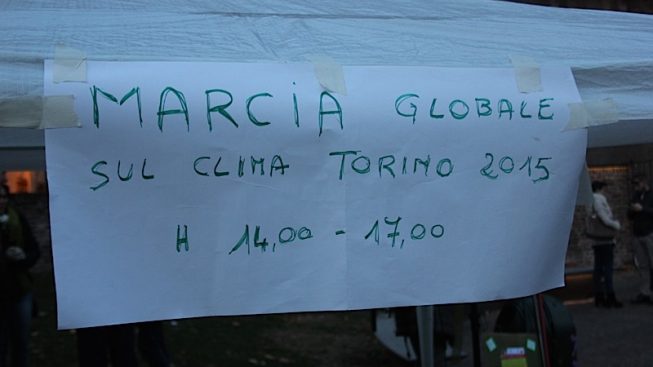 MARCIA GLOBALE
SUL CLIMA TORINO 2015
H 14,00 - 17,00